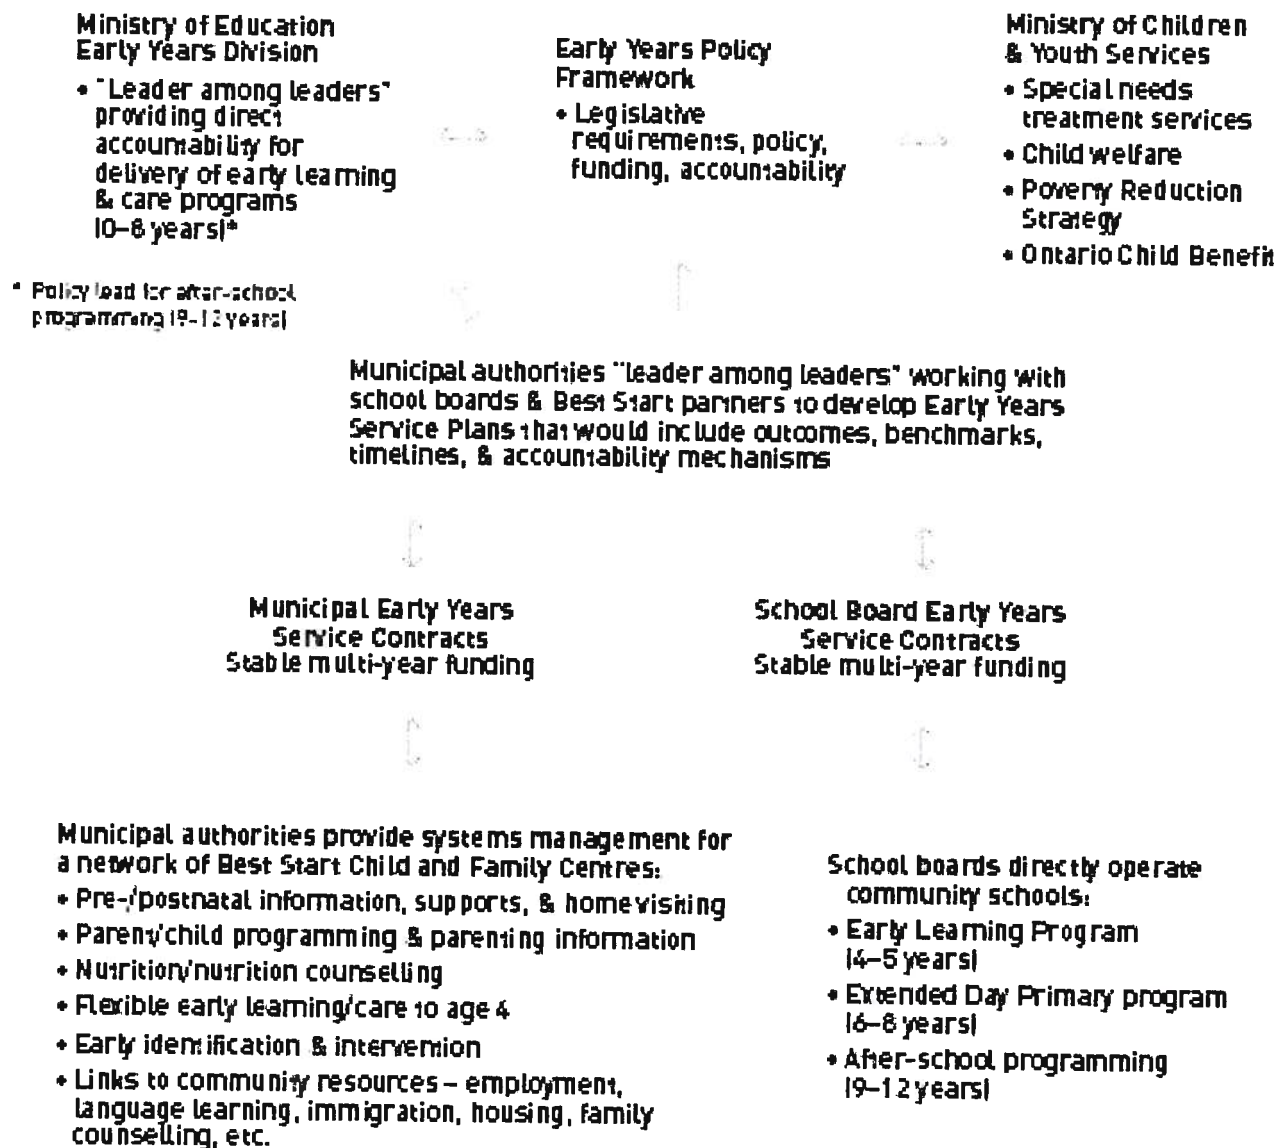 Ministry of Education
Early Years Division
• "Leader among leaders"
providing direct
accountability for
delivery of early learning
& care programs
(0–8 years)*
* Policy lead for after-school
programming (9–12 years)
Early Years Policy
Framework
• Legislative
requirements, policy,
funding, accountability
Ministry of Children
& Youth Services
• Special needs
treatment services
• Child welfare
• Poverty Reduction
Strategy
• Ontario Child Benefit
Municipal authorities "leader among leaders" working with
school boards & Best Start partners to develop Early Years
Service Plans that would include outcomes, benchmarks,
timelines, & accountability mechanisms
Municipal Early Years
Service Contracts
Stable multi-year funding
School Board Early Years
Service Contracts
Stable multi-year funding
Municipal authorities provide systems management for
a network of Best Start Child and Family Centres:
• Pre-/postnatal information, supports, & home visiting
• Parent/child programming & parenting information
• Nutrition/nutrition counselling
• Flexible early learning/care to age 4
• Early identification & intervention
• Links to community resources – employment,
language learning, immigration, housing, family
counselling, etc.
School boards directly operate
community schools:
• Early Learning Program
(4–5 years)
• Extended Day Primary program
(6–8 years)
• After-school programming
(9–12 years)